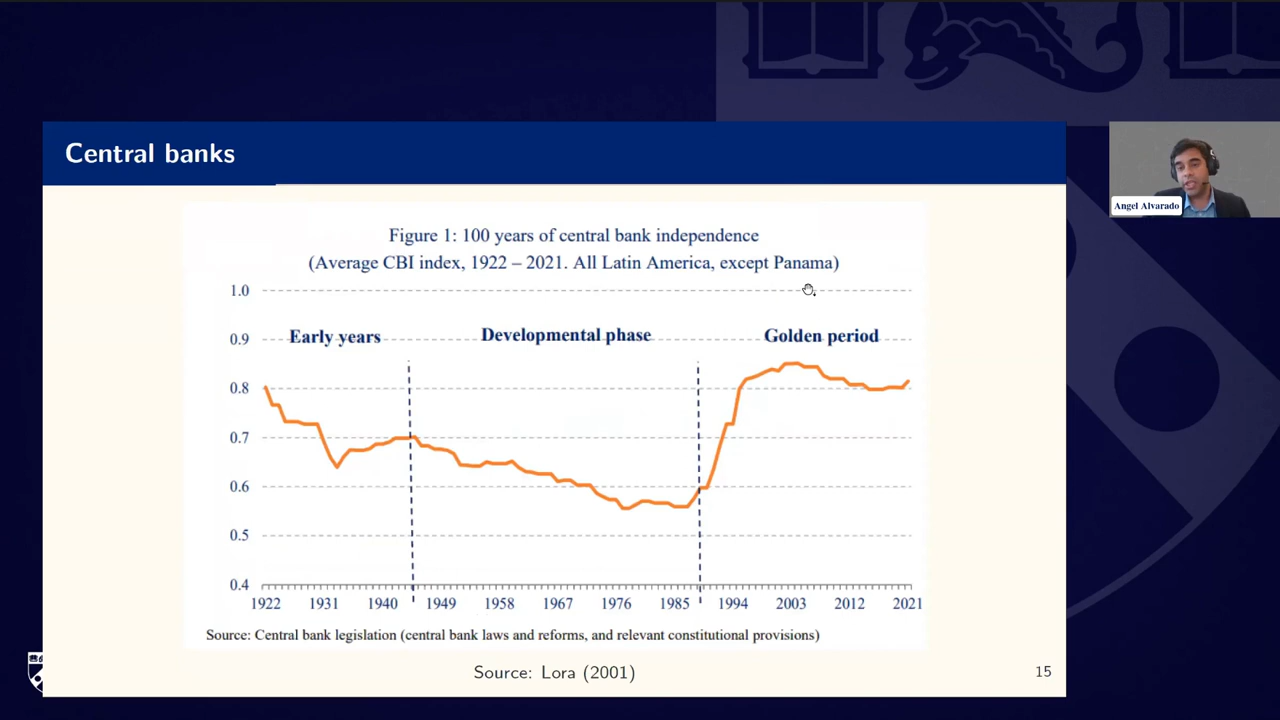 Central banks
Angel Alvarado
Figure 1: 100 years of central bank independence
(Average CBI index, 1922 – 2021. All Latin America, except Panama)
1.0
0.9
0.8
0.7
0.6
0.5
0.4
Early years
Developmental phase
Golden period
1922 1931 1940 1949 1958 1967 1976 1985 1994 2003 2012 2021
Source: Central bank legislation (central bank laws and reforms, and relevant constitutional provisions)
Source: Lora (2001)
15